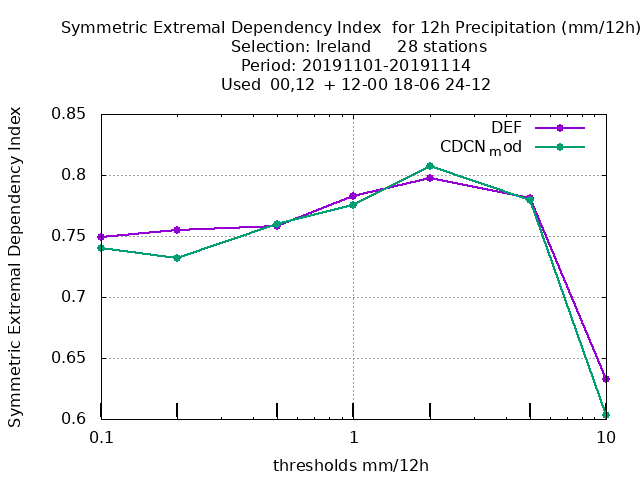 Symmetric Extremal Dependency Index  for 12h Precipitation (mm/12h)
Selection: Ireland     28 stations
Period: 20191101-20191114
Used  00,12  + 12-00 18-06 24-12
Symmetric Extremal Dependency Index
0.85
0.8
0.75
0.7
0.65
0.6
DEF
CDCNmod
0.1
1
10
thresholds mm/12h